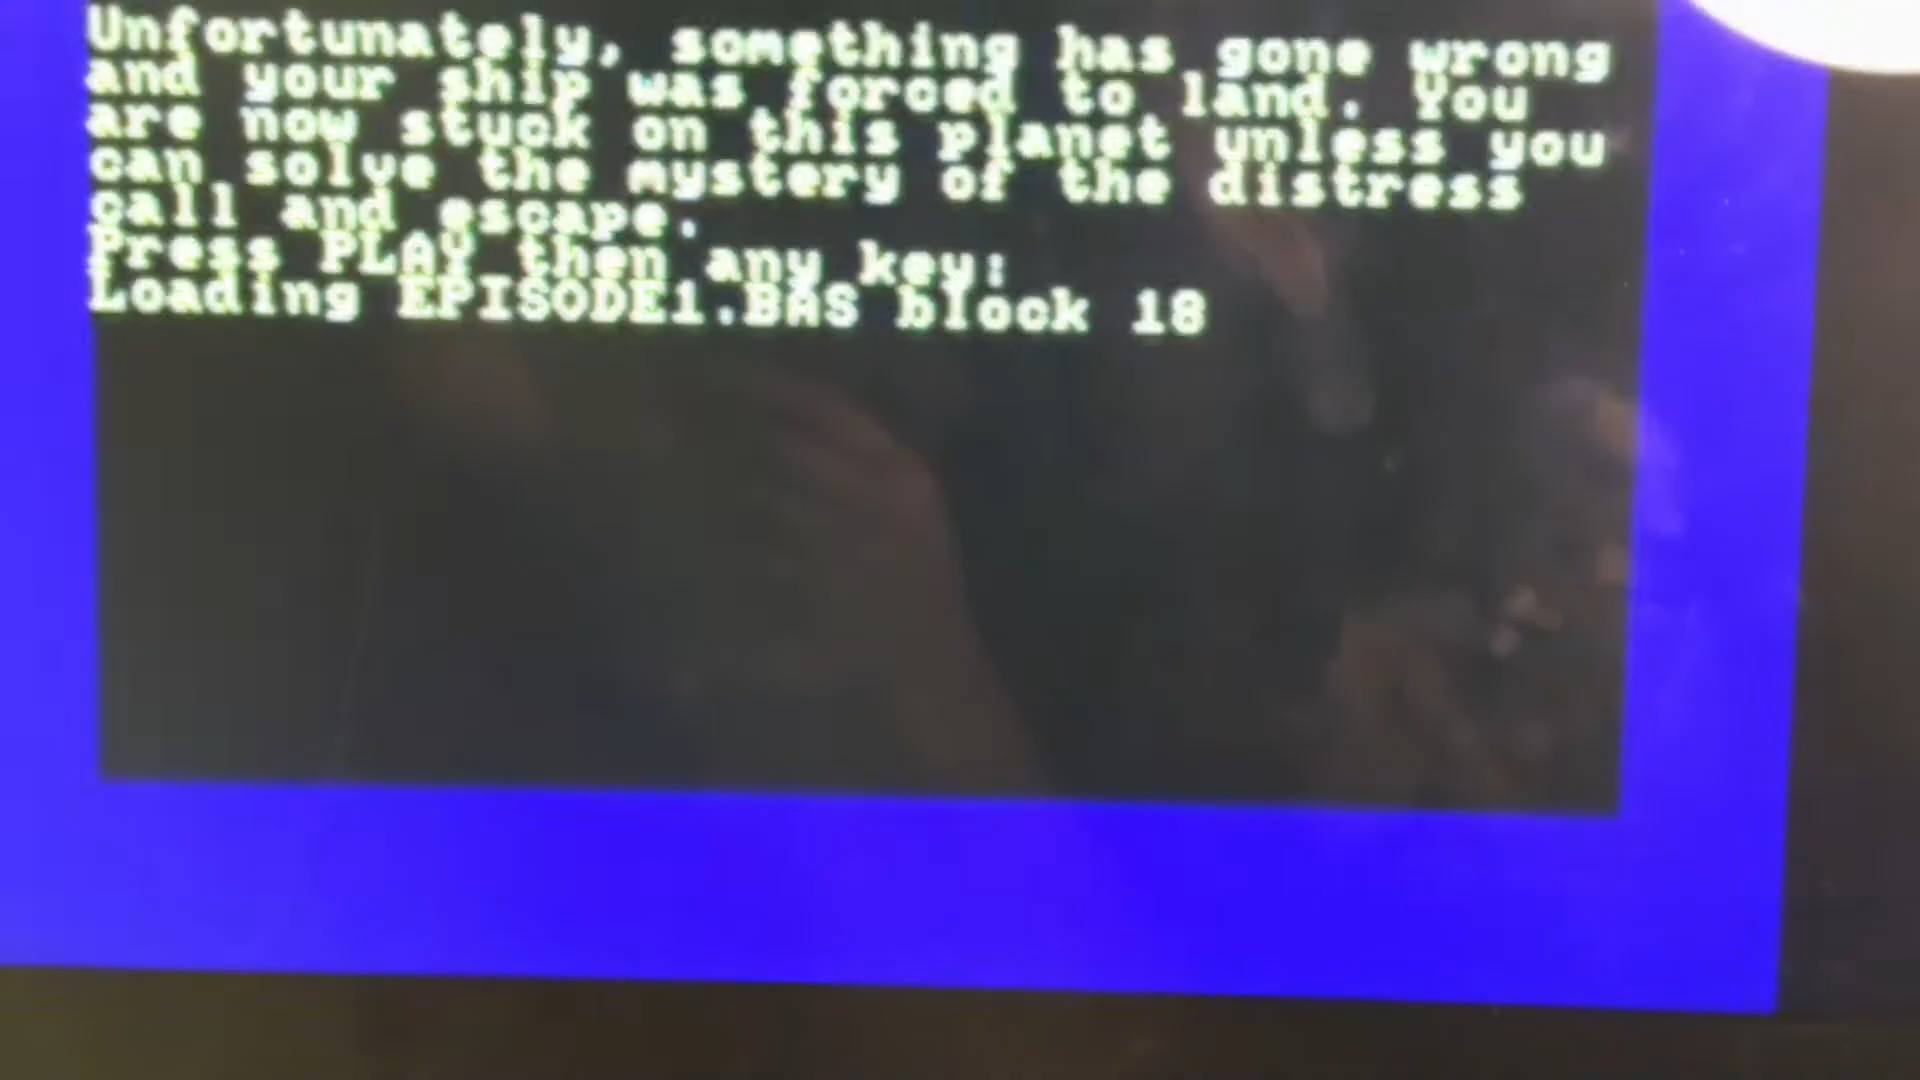 Unfortunately, something has gone wrong
and your ship was forced to land. You
are now stuck on this planet unless you
can solve the mystery of the distress
call and escape.
Press PLAY then any key:
Loading EPISODE1.BAS block 18